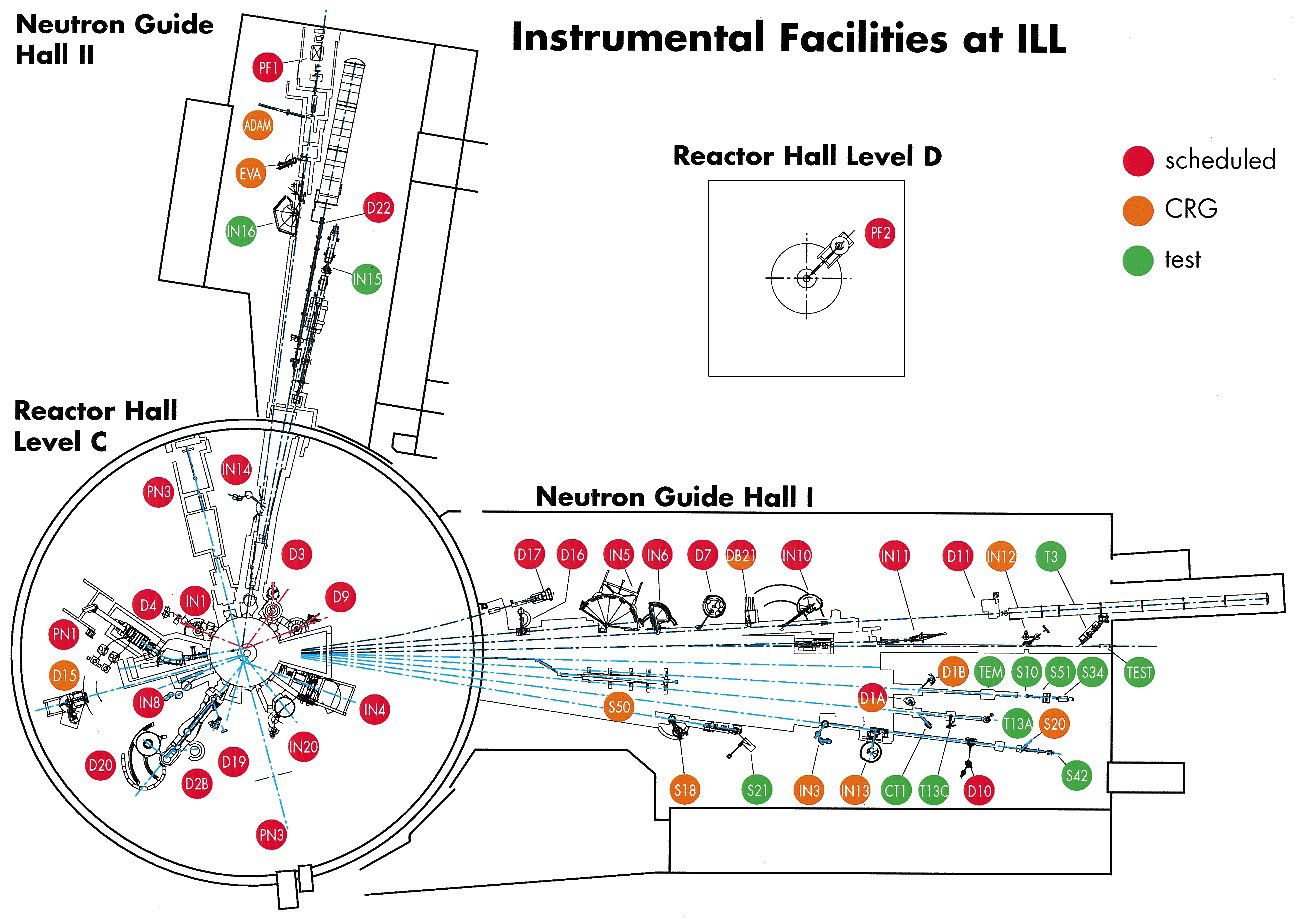 Neutron Guide
Hall II
Instrumental Facilities at ILL
PF1
ADAM
EVA
IN16
D22
IN15
Reactor Hall Level D
PF2
scheduled
CRG
test
Reactor Hall
Level C
IN14
PN3
D3
D4
IN1
D9
PN1
D15
IN8
IN4
D20
D2B
D19
IN20
PN3
Neutron Guide Hall I
D17
D16
IN5
IN6
D7
DB21
IN10
IN11
D11
IN12
T3
D1B
TEM
S10
S51
S34
TEST
D1A
S50
T13A
S20
S42
S18
S21
IN3
IN13
CT1
T13C
D10